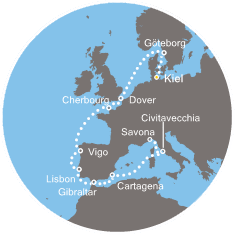 Göteborg
Kiel
Cherbourg
Dover
Civitavecchia
Savona
Vigo
Lisbon
Cartagena
Gibraltar